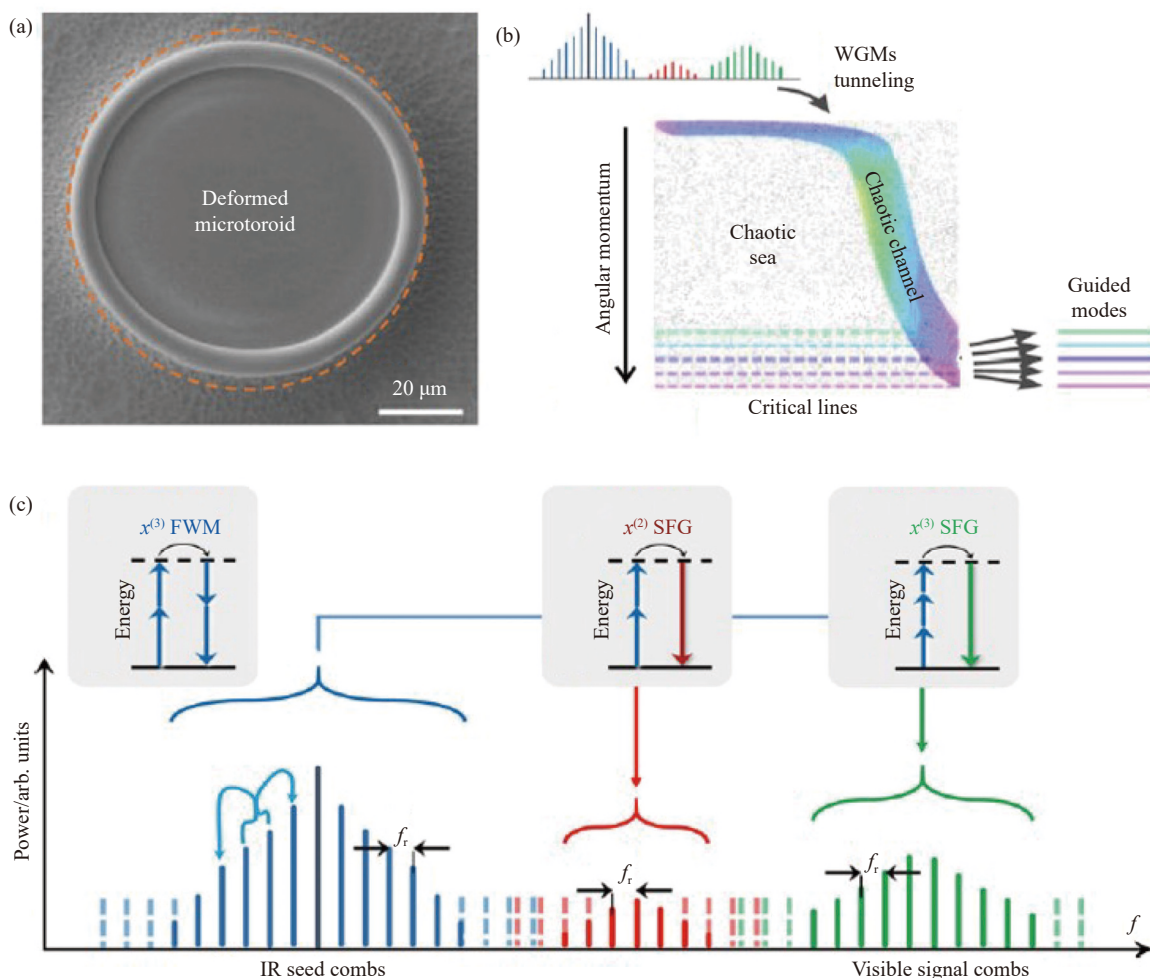 (a)
Deformed
microtoroid
20 μm
(b)
WGMs
tunneling
Angular momentum
Chaotic
sea
Chaotic channel
Critical lines
Guided
modes
(c)
x(3) FWM
Energy
x(2) SFG
Energy
x(3) SFG
Energy
Power/arb. units
fr
fr
fr
f
IR seed combs
Visible signal combs